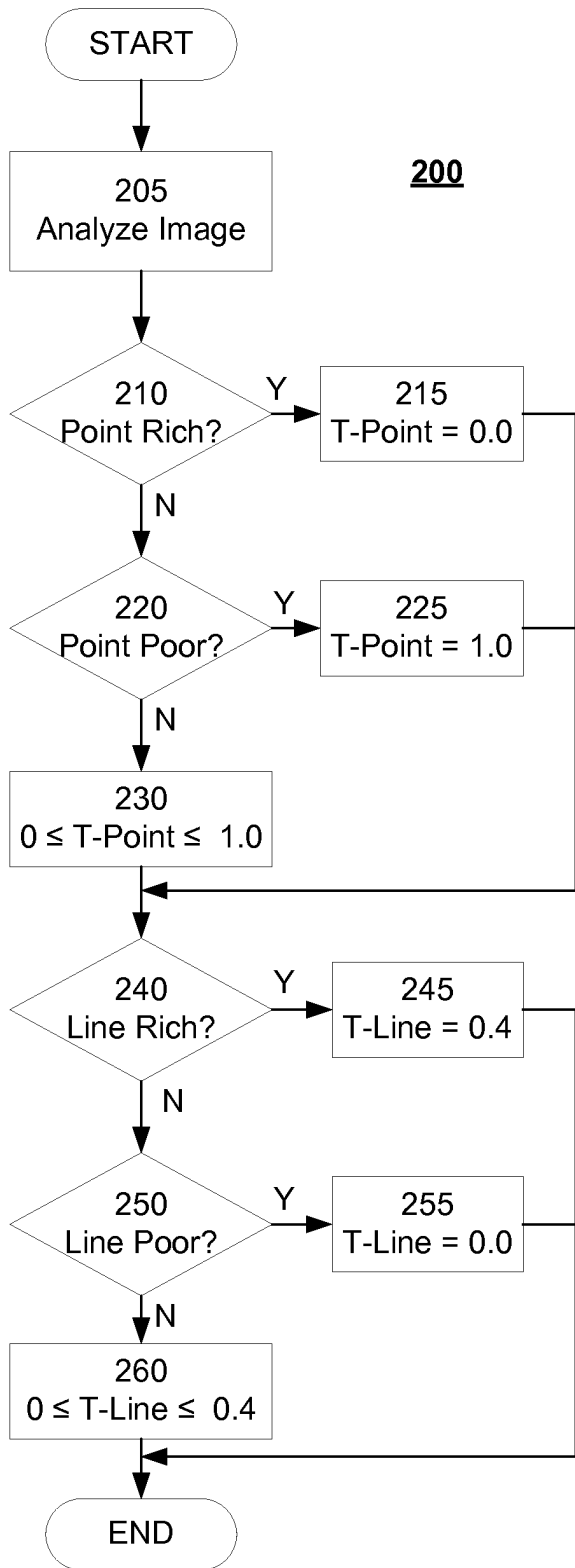 START
200
205
Analyze Image
210
Point Rich?
Y
215
T-Point = 0.0
N
220
Point Poor?
Y
225
T-Point = 1.0
N
230
0 ≤ T-Point ≤ 1.0
240
Line Rich?
Y
245
T-Line = 0.4
N
250
Line Poor?
Y
255
T-Line = 0.0
N
260
0 ≤ T-Line ≤ 0.4
END